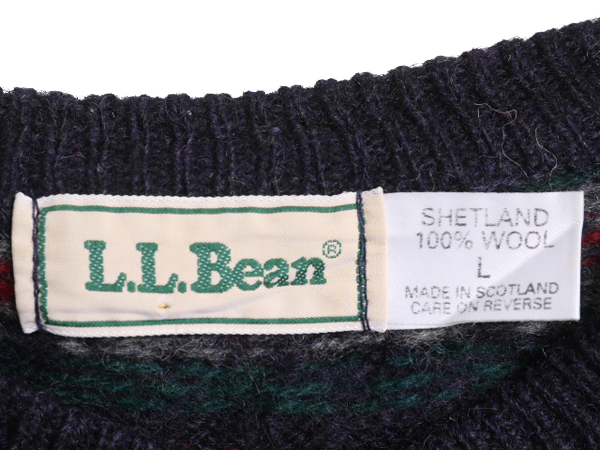 L.L.Bean®
SHETLAND
100% WOOL
L
MADE IN SCOTLAND
CARE ON REVERSE